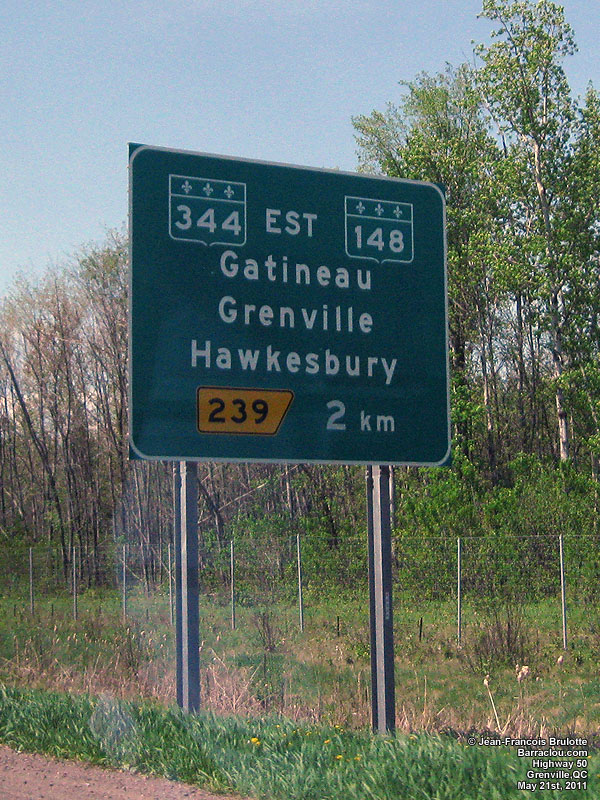 344 EST 148
Gatineau
Grenville
Hawkesbury
239 2 km
© Jean-François Brulotte
Barraclou.com
Highway 50
Grenville,QC
May 21st, 2011